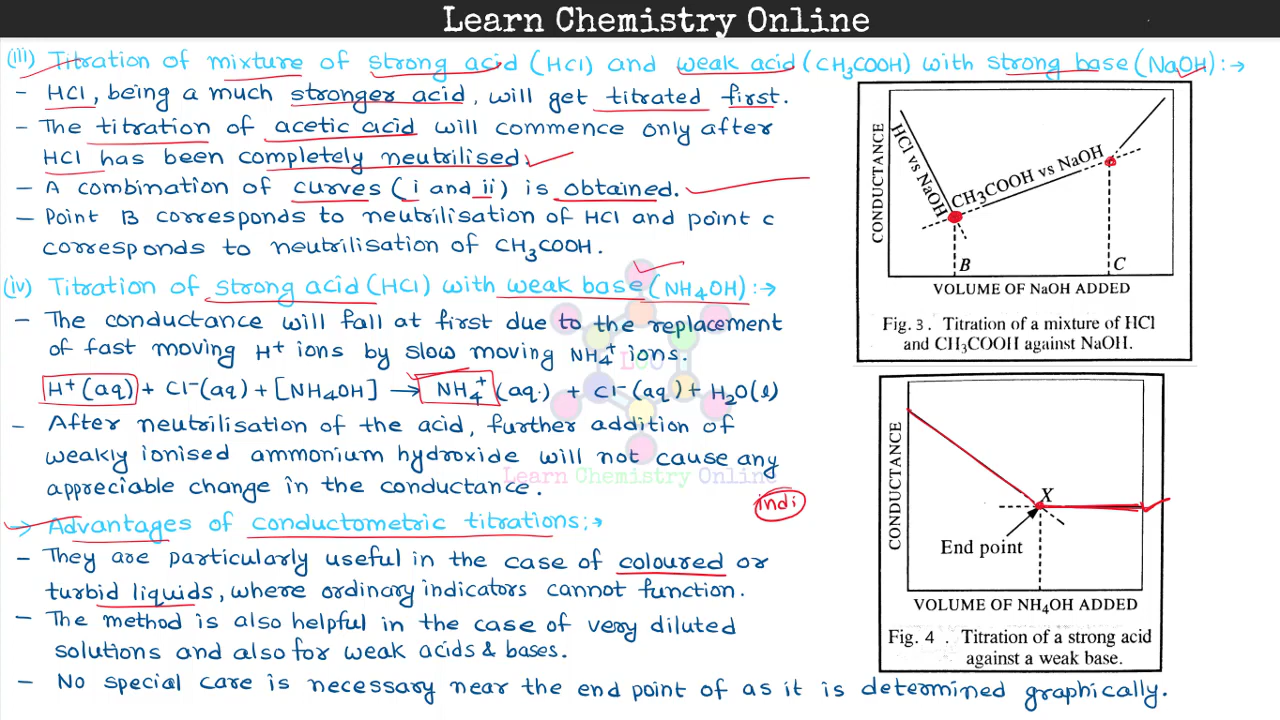 Learn Chemistry Online
(iii) Titration of mixture of strong acid (HCl) and weak acid (CH₃COOH) with strong base (NaOH) :→
- HCl, being a much stronger acid, will get titrated first.
- The titration of acetic acid will commence only after
HCl has been completely neutrilised.
- A combination of curves (i and ii) is obtained.
- Point B corresponds to neutrilisation of HCl and point C
corresponds to neutrilisation of CH₃COOH.
(iv) Titration of strong acid (HCl) with weak base (NH₄OH) :→
- The conductance will fall at first due to the replacement
of fast moving H⁺ ions by slow moving NH₄⁺ ions.
H⁺(aq) + Cl⁻(aq) + [NH₄OH] → NH₄⁺ (aq.) + Cl⁻(aq) + H₂O(l)
- After neutrilisation of the acid, further addition of
weakly ionised ammonium hydroxide will not cause any
appreciable change in the conductance.
Learn Chemistry Online
indi
→ Advantages of conductometric titrations:→
- They are particularly useful in the case of coloured or
turbid liquids, where ordinary indicators cannot function.
- The method is also helpful in the case of very diluted
solutions and also for weak acids & bases.
- No special care is necessary near the end point of as it is determined graphically.
CONDUCTANCE
HCl vs NaOH
CH₃COOH vs NaOH
B
C
VOLUME OF NaOH ADDED
Fig. 3. Titration of a mixture of HCl
and CH₃COOH against NaOH.
CONDUCTANCE
X
End point
VOLUME OF NH₄OH ADDED
Fig. 4 . Titration of a strong acid
against a weak base.